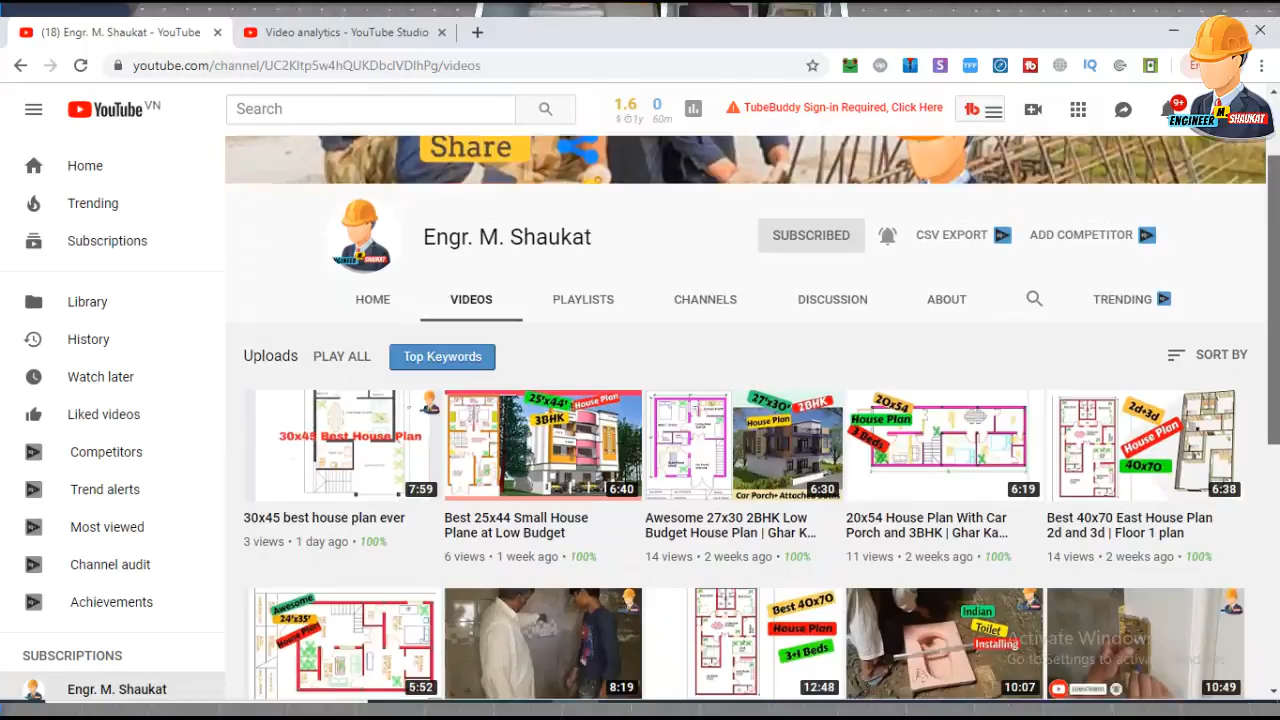 (18) Engr. M. Shaukat - YouTube
Video analytics - YouTube Studio
youtube.com/channel/UC2KItp5w4hQUKDbcIVDIhPg/videos
YouTube VN
Search
1.6 0
1y 60m
TubeBuddy Sign-in Required, Click Here
tb
9+
ENGINEER M SHAUKAT
Share
Home
Trending
Subscriptions
Library
History
Watch later
Liked videos
Competitors
Trend alerts
Most viewed
Channel audit
Achievements
SUBSCRIPTIONS
Engr. M. Shaukat
Engr. M. Shaukat
SUBSCRIBED
CSV EXPORT
ADD COMPETITOR
HOME VIDEOS PLAYLISTS CHANNELS DISCUSSION ABOUT TRENDING
Uploads PLAY ALL Top Keywords SORT BY
30x45 Best House Plan
7:59
30x45 best house plan ever
3 views • 1 day ago • 100%
25'x44' House Plan
3BHK
6:40
Best 25x44 Small House
Plane at Low Budget
6 views • 1 week ago • 100%
27'x30' 2BHK
House Plan
Car Porch+ Attached
6:30
Awesome 27x30 2BHK Low
Budget House Plan | Ghar K...
14 views • 2 weeks ago • 100%
20x54
House Plan
3 Beds
6:19
20x54 House Plan With Car
Porch and 3BHK | Ghar Ka...
11 views • 2 weeks ago • 100%
2d+3d
House Plan
40x70
6:38
Best 40x70 East House Plan
2d and 3d | Floor 1 plan
14 views • 2 weeks ago • 100%
Awesome
24'x35'
House Plan
5:52
8:19
Best 40x70
House Plan
3+1 Beds
12:48
Indian
Toilet
Installing
10:07
SUBSCRIBED
10:49
Activate Windows
Go to Settings to activate Windows.